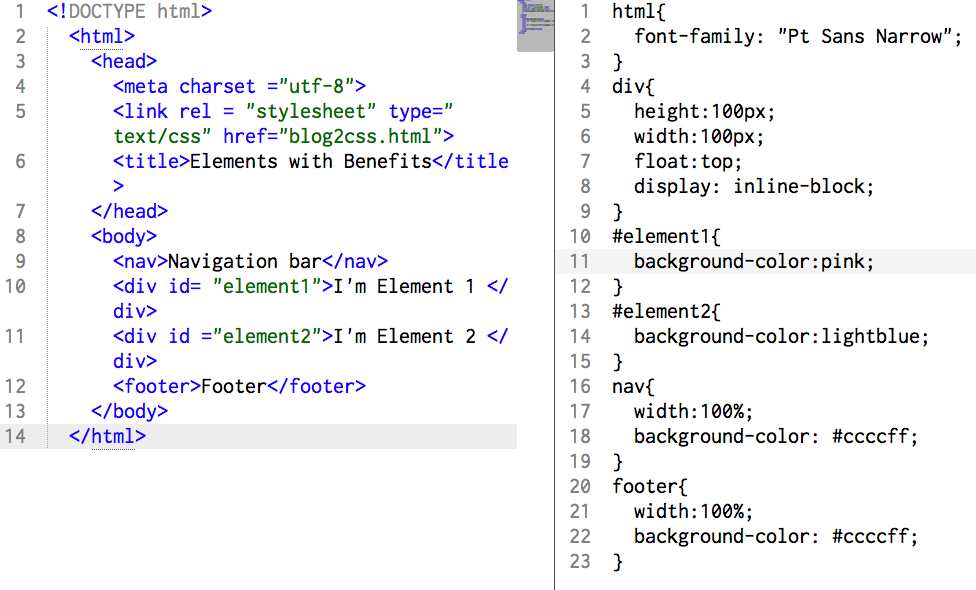 1 <!DOCTYPE html>
2 <html>
3 <head>
4 <meta charset ="utf-8">
5 <link rel = "stylesheet" type="
text/css" href="blog2css.html">
6 <title>Elements with Benefits</title
>
7 </head>
8 <body>
9 <nav>Navigation bar</nav>
10 <div id= "element1">I'm Element 1 </
div>
11 <div id ="element2">I'm Element 2 </
div>
12 <footer>Footer</footer>
13 </body>
14 </html>
1 html{
2 font-family: "Pt Sans Narrow";
3 }
4 div{
5 height:100px;
6 width:100px;
7 float:top;
8 display: inline-block;
9 }
10 #element1{
11 background-color:pink;
12 }
13 #element2{
14 background-color:lightblue;
15 }
16 nav{
17 width:100%;
18 background-color: #ccccff;
19 }
20 footer{
21 width:100%;
22 background-color: #ccccff;
23 }